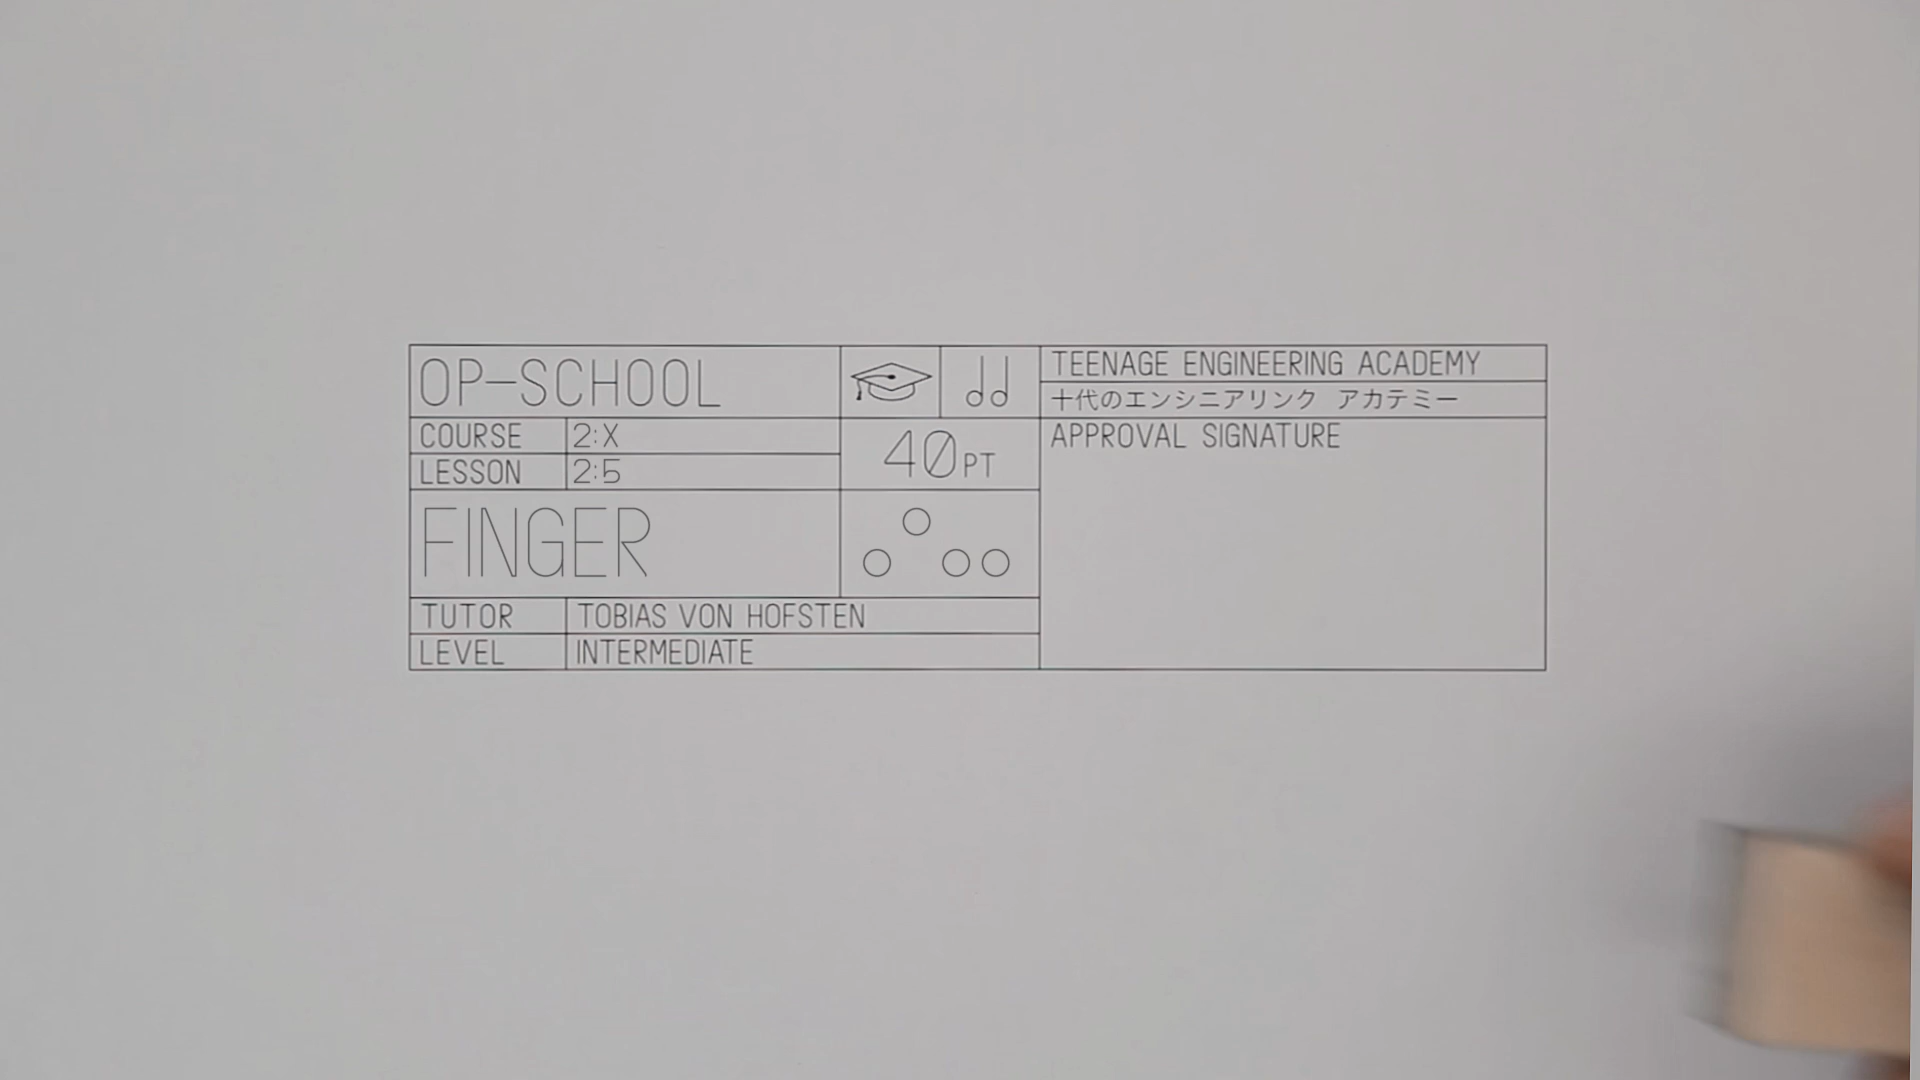 OP-SCHOOL
TEENAGE ENGINEERING ACADEMY
十代のエンシニアリンク アカテミー
COURSE 2:X
LESSON 2:5
40PT
APPROVAL SIGNATURE
FINGER
TUTOR TOBIAS VON HOFSTEN
LEVEL INTERMEDIATE